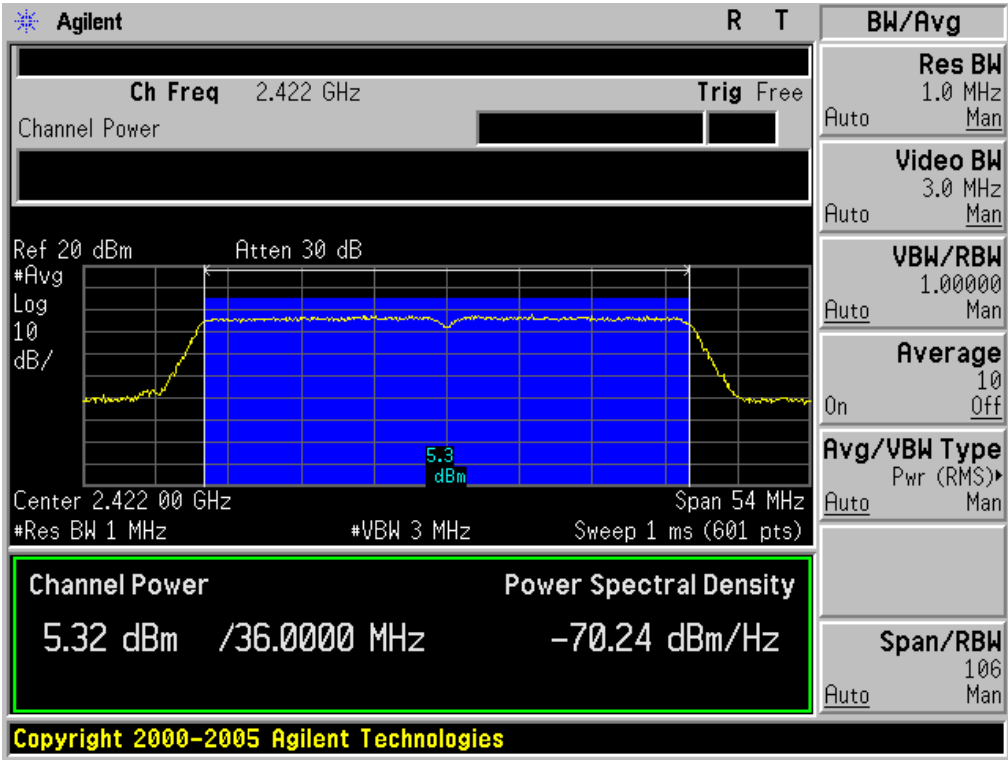 Agilent R T
BW/Avg
Ch Freq 2.422 GHz Trig Free
Channel Power
Ref 20 dBm Atten 30 dB
#Avg
Log
10
dB/
5.3
dBm
Center 2.422 00 GHz Span 54 MHz
#Res BW 1 MHz #VBW 3 MHz Sweep 1 ms (601 pts)
Channel Power Power Spectral Density
5.32 dBm /36.0000 MHz -70.24 dBm/Hz
Res BW
1.0 MHz
Auto Man
Video BW
3.0 MHz
Auto Man
VBW/RBW
1.00000
Auto Man
Average
10
On Off
Avg/VBW Type
Pwr (RMS)▸
Auto Man
Span/RBW
106
Auto Man
Copyright 2000-2005 Agilent Technologies